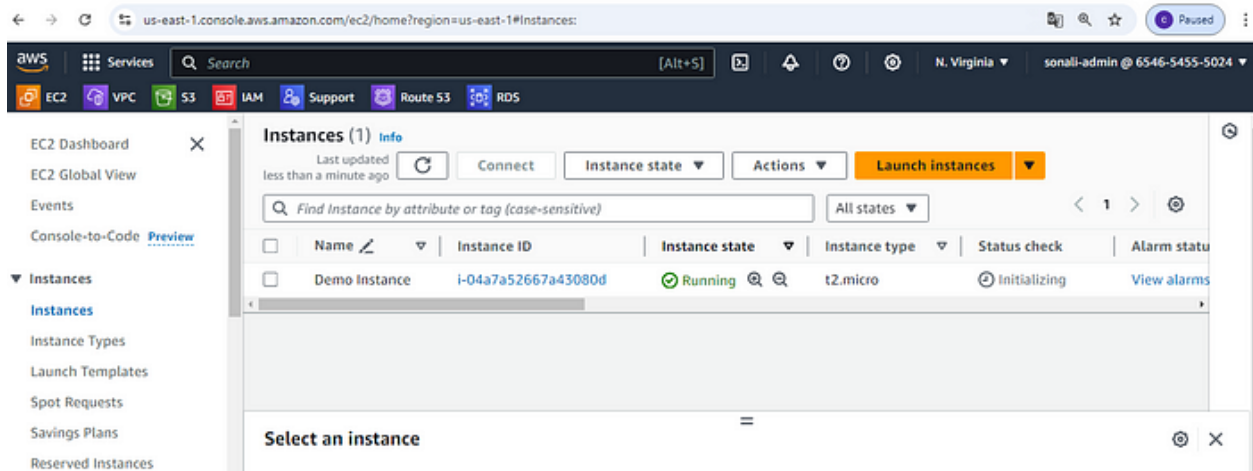 us-east-1.console.aws.amazon.com/ec2/home?region=us-east-1#Instances:
c Paused
aws Services Search [Alt+S] N. Virginia ▼ sonali-admin @ 6546-5455-5024 ▼
EC2 VPC S3 IAM Support Route 53 RDS
EC2 Dashboard
EC2 Global View
Events
Console-to-Code Preview
▼ Instances
Instances
Instance Types
Launch Templates
Spot Requests
Savings Plans
Reserved Instances
Instances (1) Info
Last updated
less than a minute ago
Connect Instance state ▼ Actions ▼ Launch instances ▼
Find Instance by attribute or tag (case-sensitive) All states ▼ < 1 >
Name Instance ID Instance state Instance type Status check Alarm statu
Demo Instance i-04a7a52667a43080d Running t2.micro Initializing View alarms
Select an instance